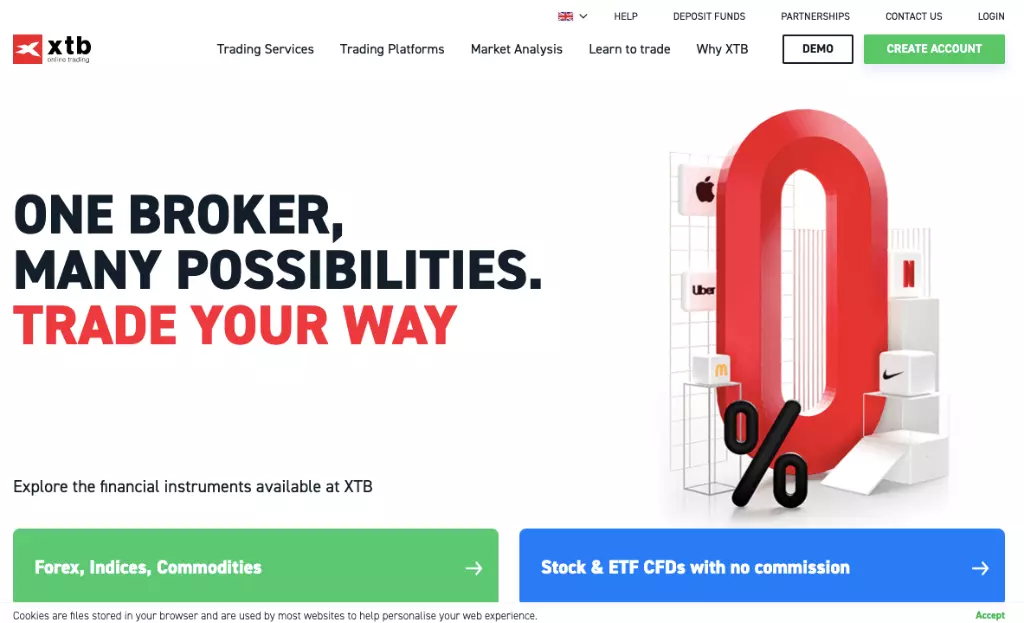 HELP
DEPOSIT FUNDS
PARTNERSHIPS
CONTACT US
LOGIN
xtb
online trading
Trading Services
Trading Platforms
Market Analysis
Learn to trade
Why XTB
DEMO
CREATE ACCOUNT
ONE BROKER,
MANY POSSIBILITIES.
TRADE YOUR WAY
0
Uber
N
m
%
Explore the financial instruments available at XTB
Forex, Indices, Commodities →
Stock & ETF CFDs with no commission →
Cookies are files stored in your browser and are used by most websites to help personalise your web experience.
Accept